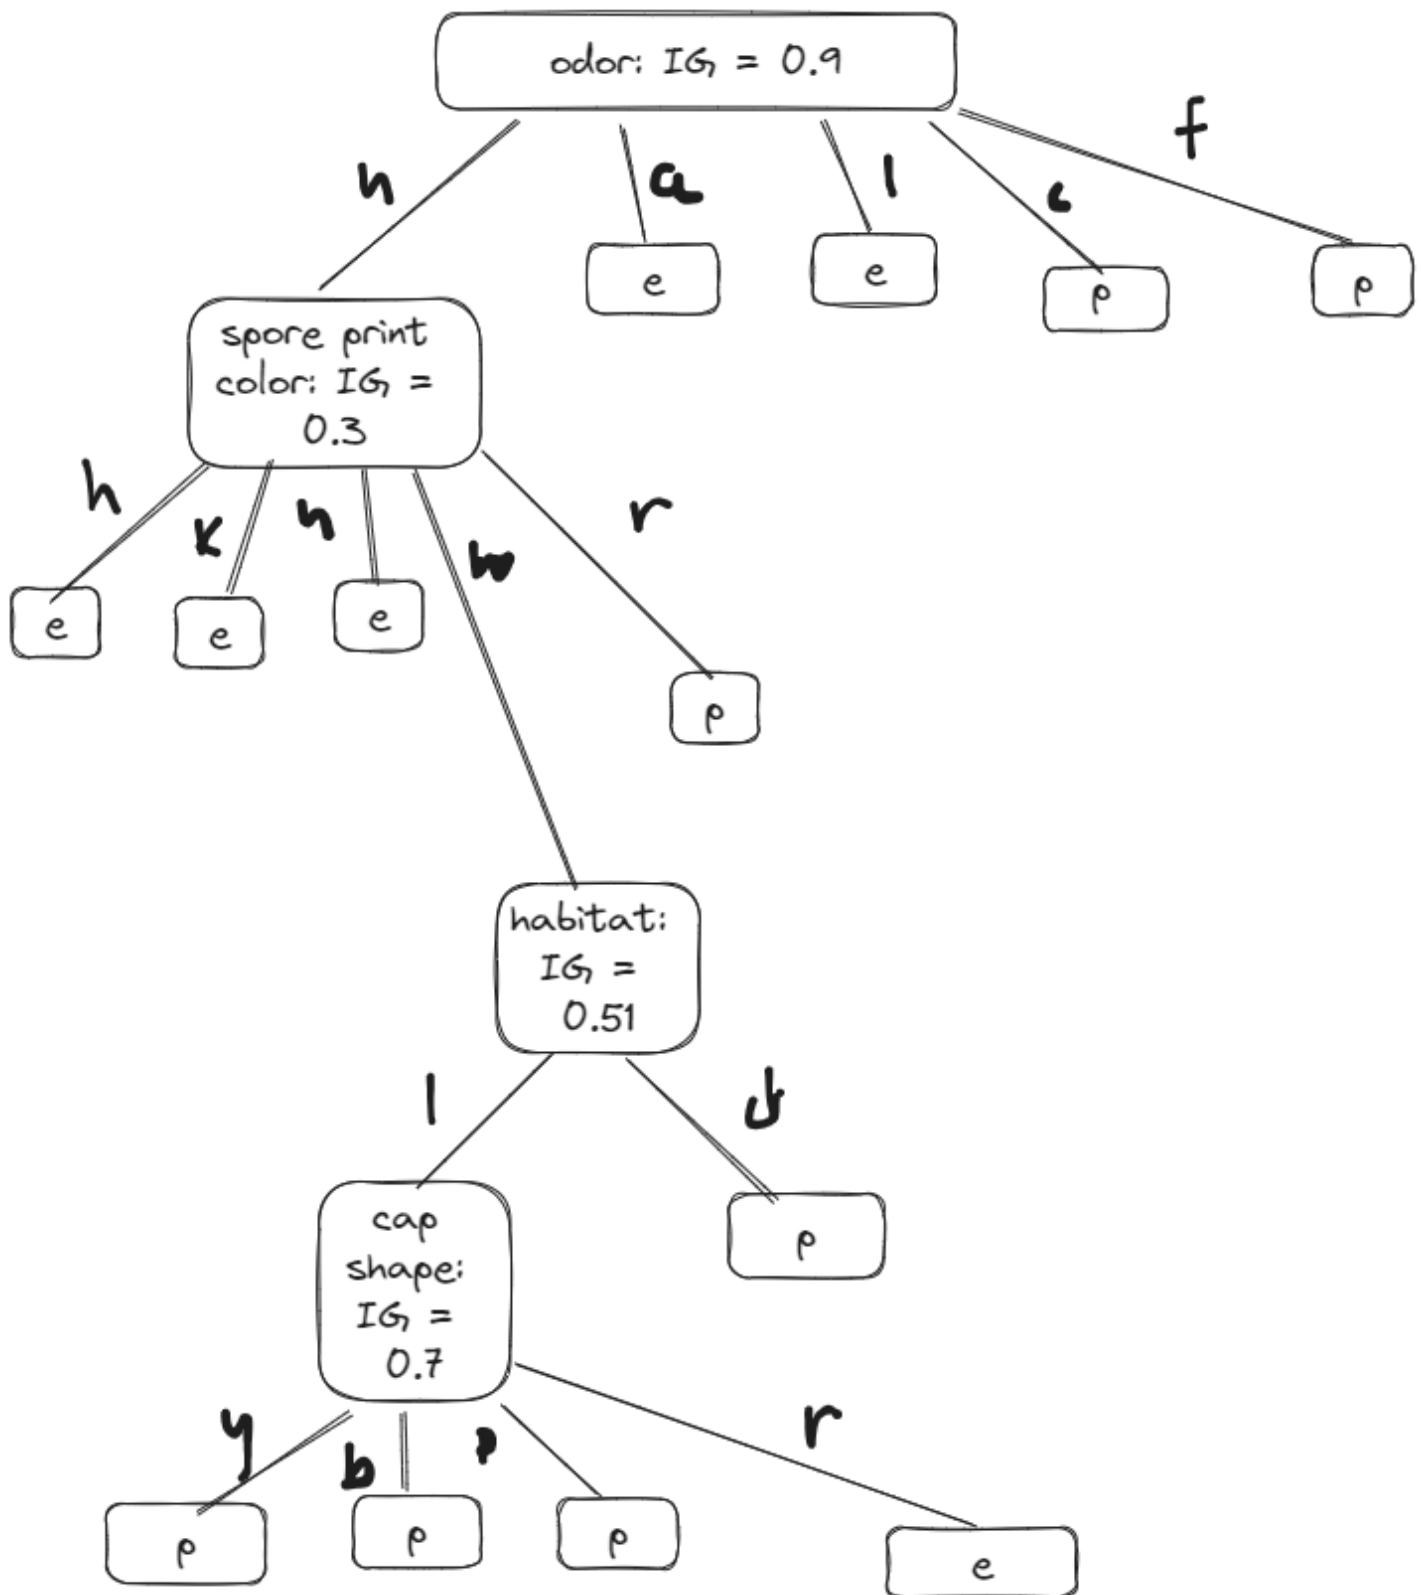 odor: IG = 0.9
n
a
l
c
f
e
e
p
p
spore print
color: IG =
0.3
h
k
n
w
r
e
e
e
p
habitat:
IG =
0.51
l
d
cap
shape:
IG =
0.7
p
y
b
p
r
p
p
p
e